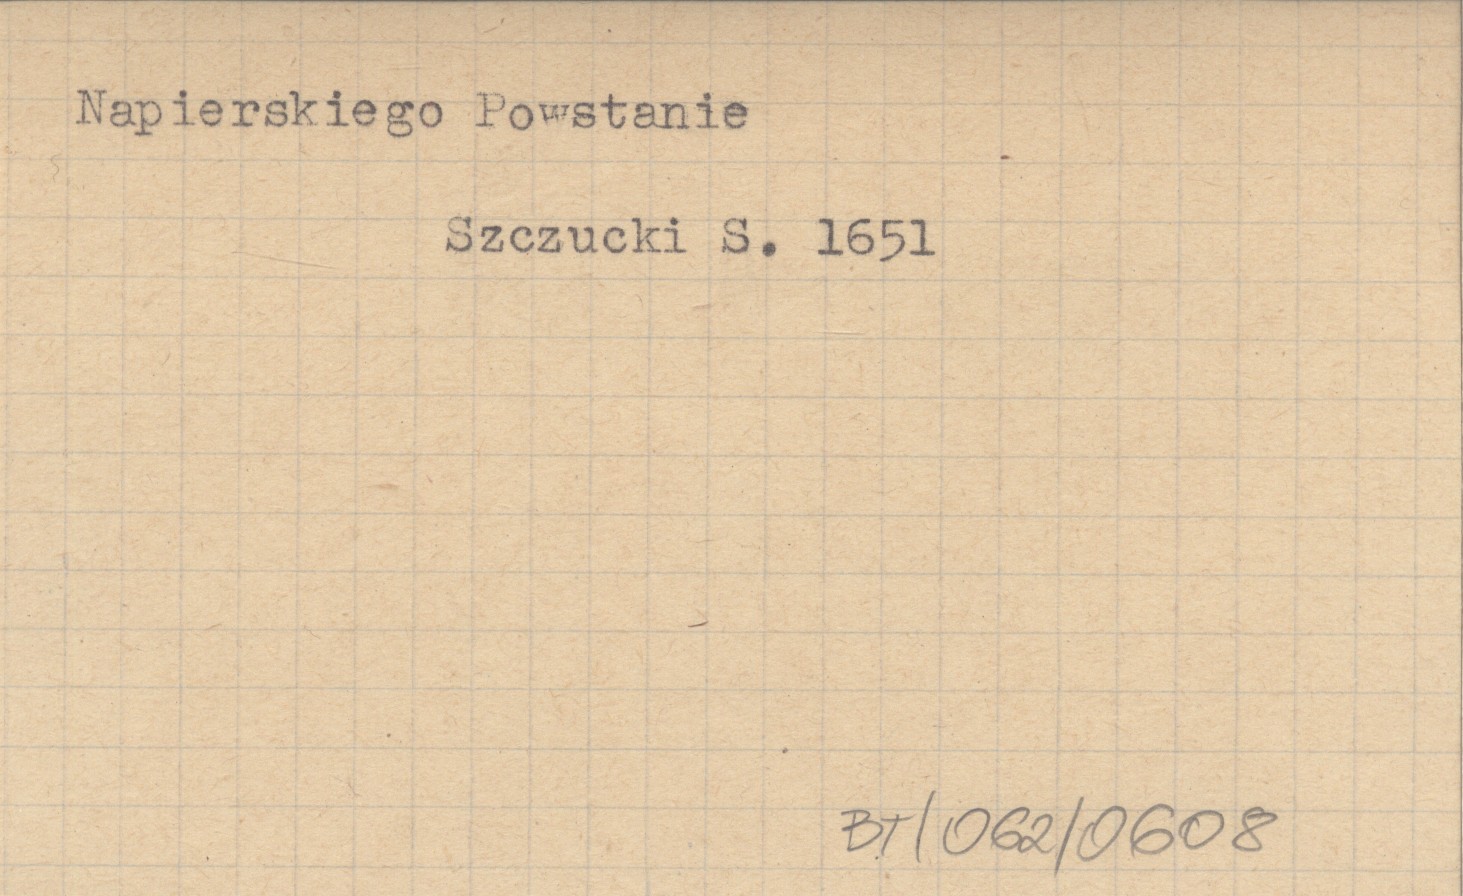 Napierskiego Powstanie
Szczucki S. 1651
BT/062/0608